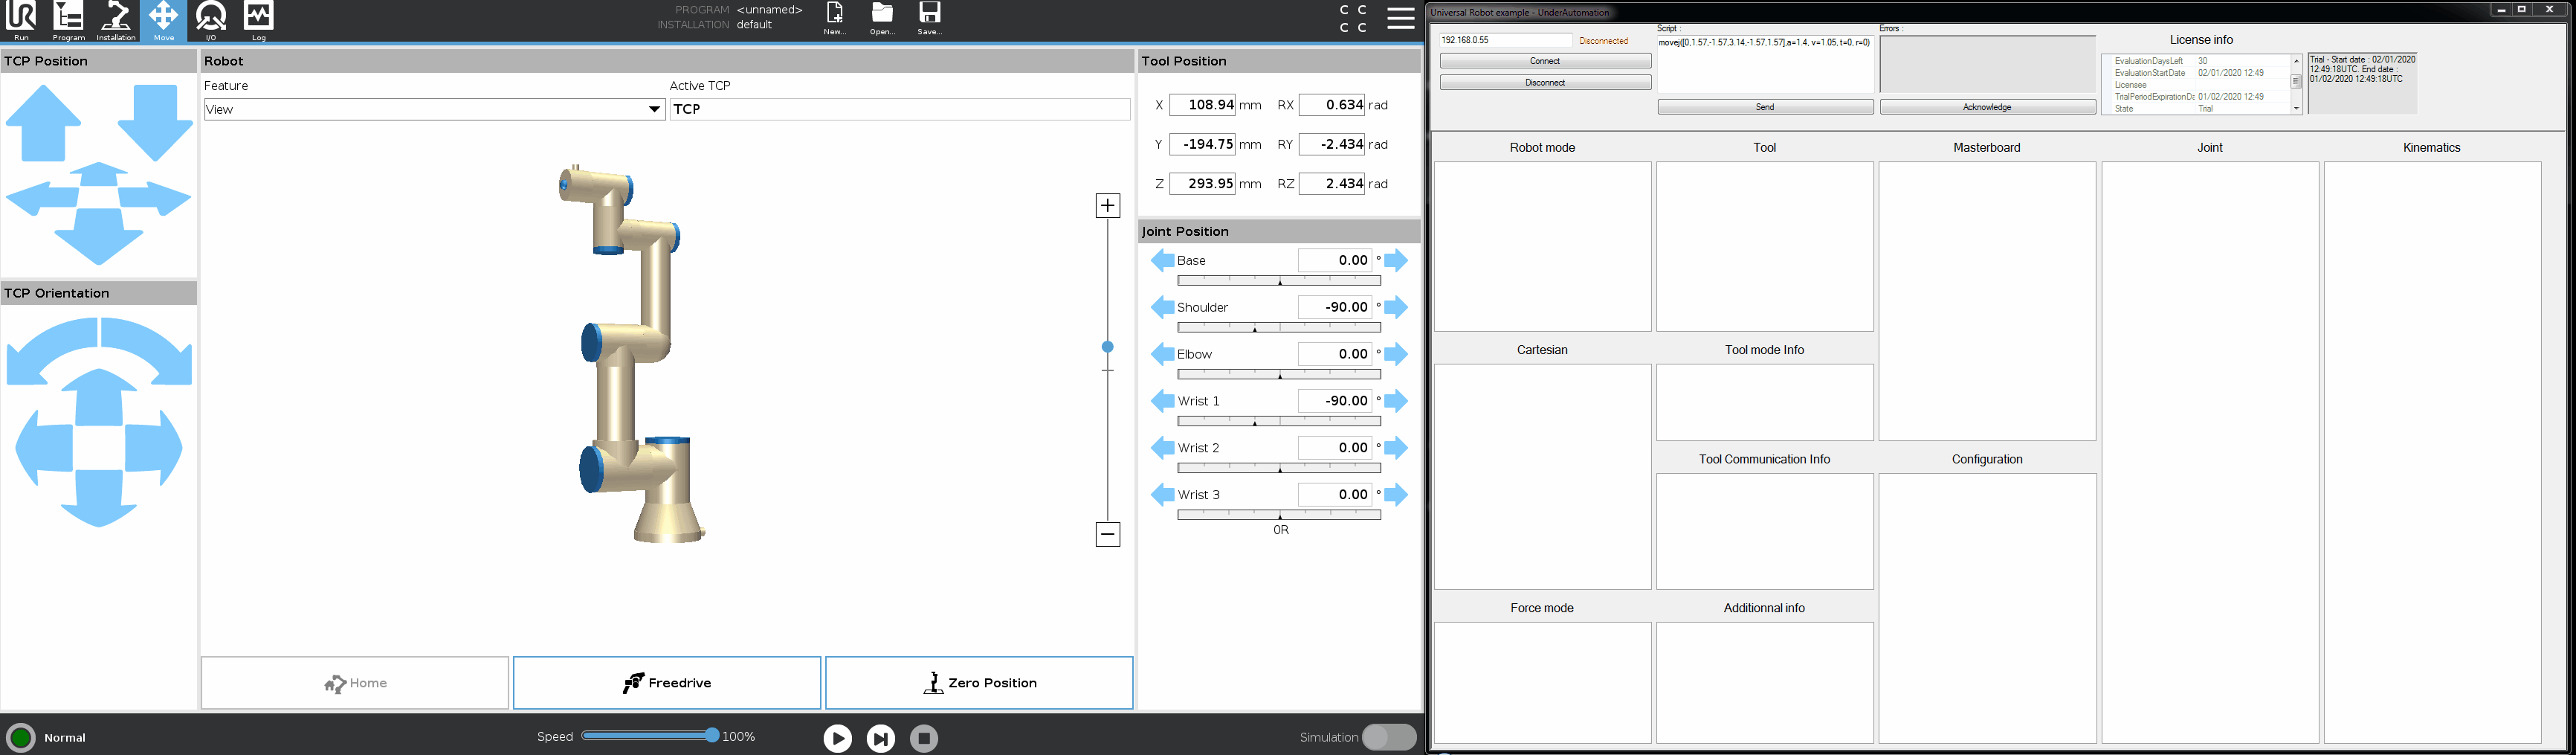 UR
Run
Program
Installation
Move
I/O
Log
PROGRAM <unnamed>
INSTALLATION default
New...
Open...
Save...
C C
C C
TCP Position
TCP Orientation
Robot
Feature
View
Active TCP
TCP
Home
Freedrive
Zero Position
Tool Position
X 108.94 mm RX 0.634 rad
Y -194.75 mm RY -2.434 rad
Z 293.95 mm RZ 2.434 rad
Joint Position
Base 0.00 °
Shoulder -90.00 °
Elbow 0.00 °
Wrist 1 -90.00 °
Wrist 2 0.00 °
Wrist 3 0.00 °
0R
Normal
Speed 100%
Simulation
Universal Robot example - UnderAutomation
192.168.0.55 Disconnected
Connect
Disconnect
Script :
movej([0,1.57,-1.57,3.14,-1.57,1.57],a=1.4, v=1.05, t=0, r=0)
Send
Errors :
Acknowledge
License info
EvaluationDaysLeft 30
EvaluationStartDate 02/01/2020 12:49
Licensee
TrialPeriodExpirationDa 01/02/2020 12:49
State Trial
Trial - Start date : 02/01/2020
12:49:18UTC. End date :
01/02/2020 12:49:18UTC
Robot mode
Tool
Masterboard
Joint
Kinematics
Cartesian
Tool mode Info
Tool Communication Info
Configuration
Force mode
Additionnal info